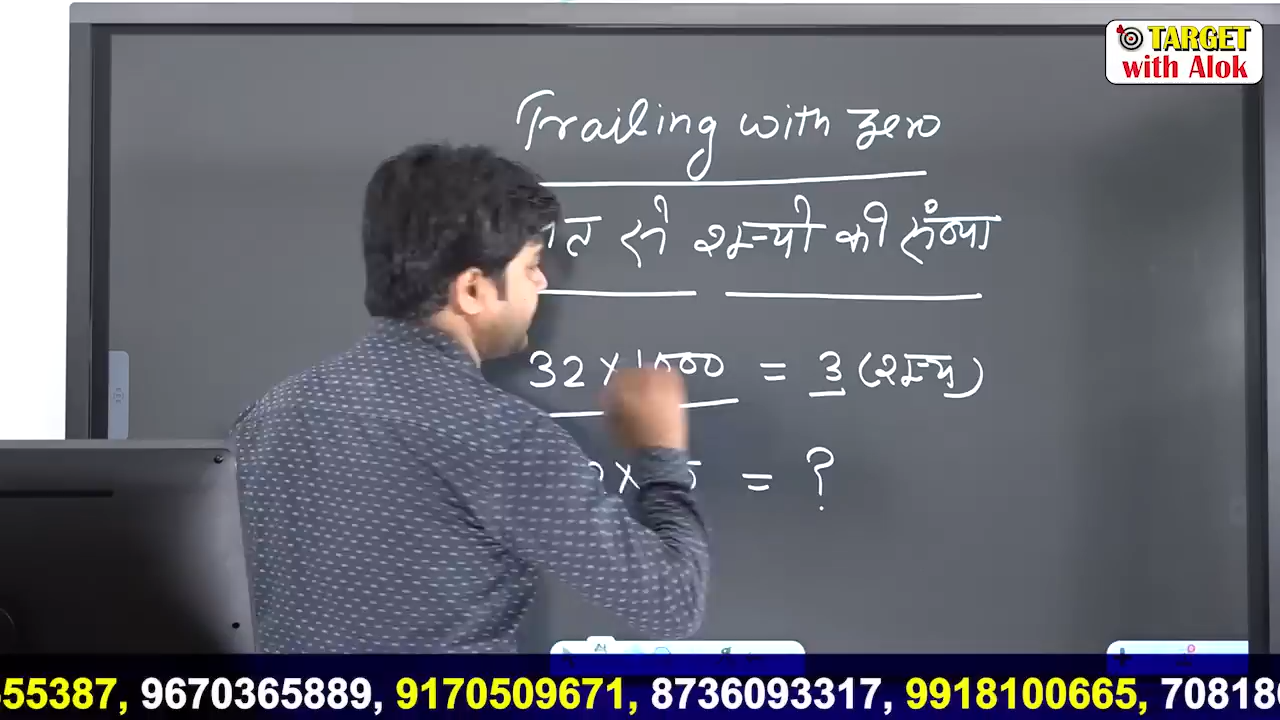 TARGET
with Alok
Trailing with zero
से शून्यो की संख्या
32 × 1000 = 3 (शून्य)
× = ?
55387, 9670365889, 9170509671, 8736093317, 9918100665, 70818